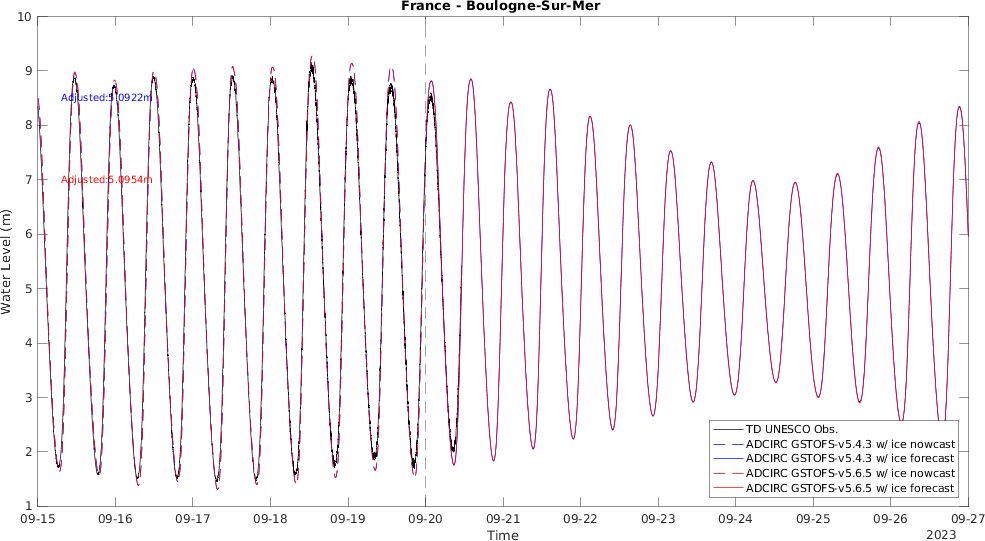 France - Boulogne-Sur-Mer
10
9
8
7
6
5
4
3
2
1
Water Level (m)
Adjusted:5.0922m
Adjusted:5.0954m
TD UNESCO Obs.
ADCIRC GSTOFS-v5.4.3 w/ ice nowcast
ADCIRC GSTOFS-v5.4.3 w/ ice forecast
ADCIRC GSTOFS-v5.6.5 w/ ice nowcast
ADCIRC GSTOFS-v5.6.5 w/ ice forecast
09-15 09-16 09-17 09-18 09-19 09-20 09-21 09-22 09-23 09-24 09-25 09-26 09-27
Time
2023